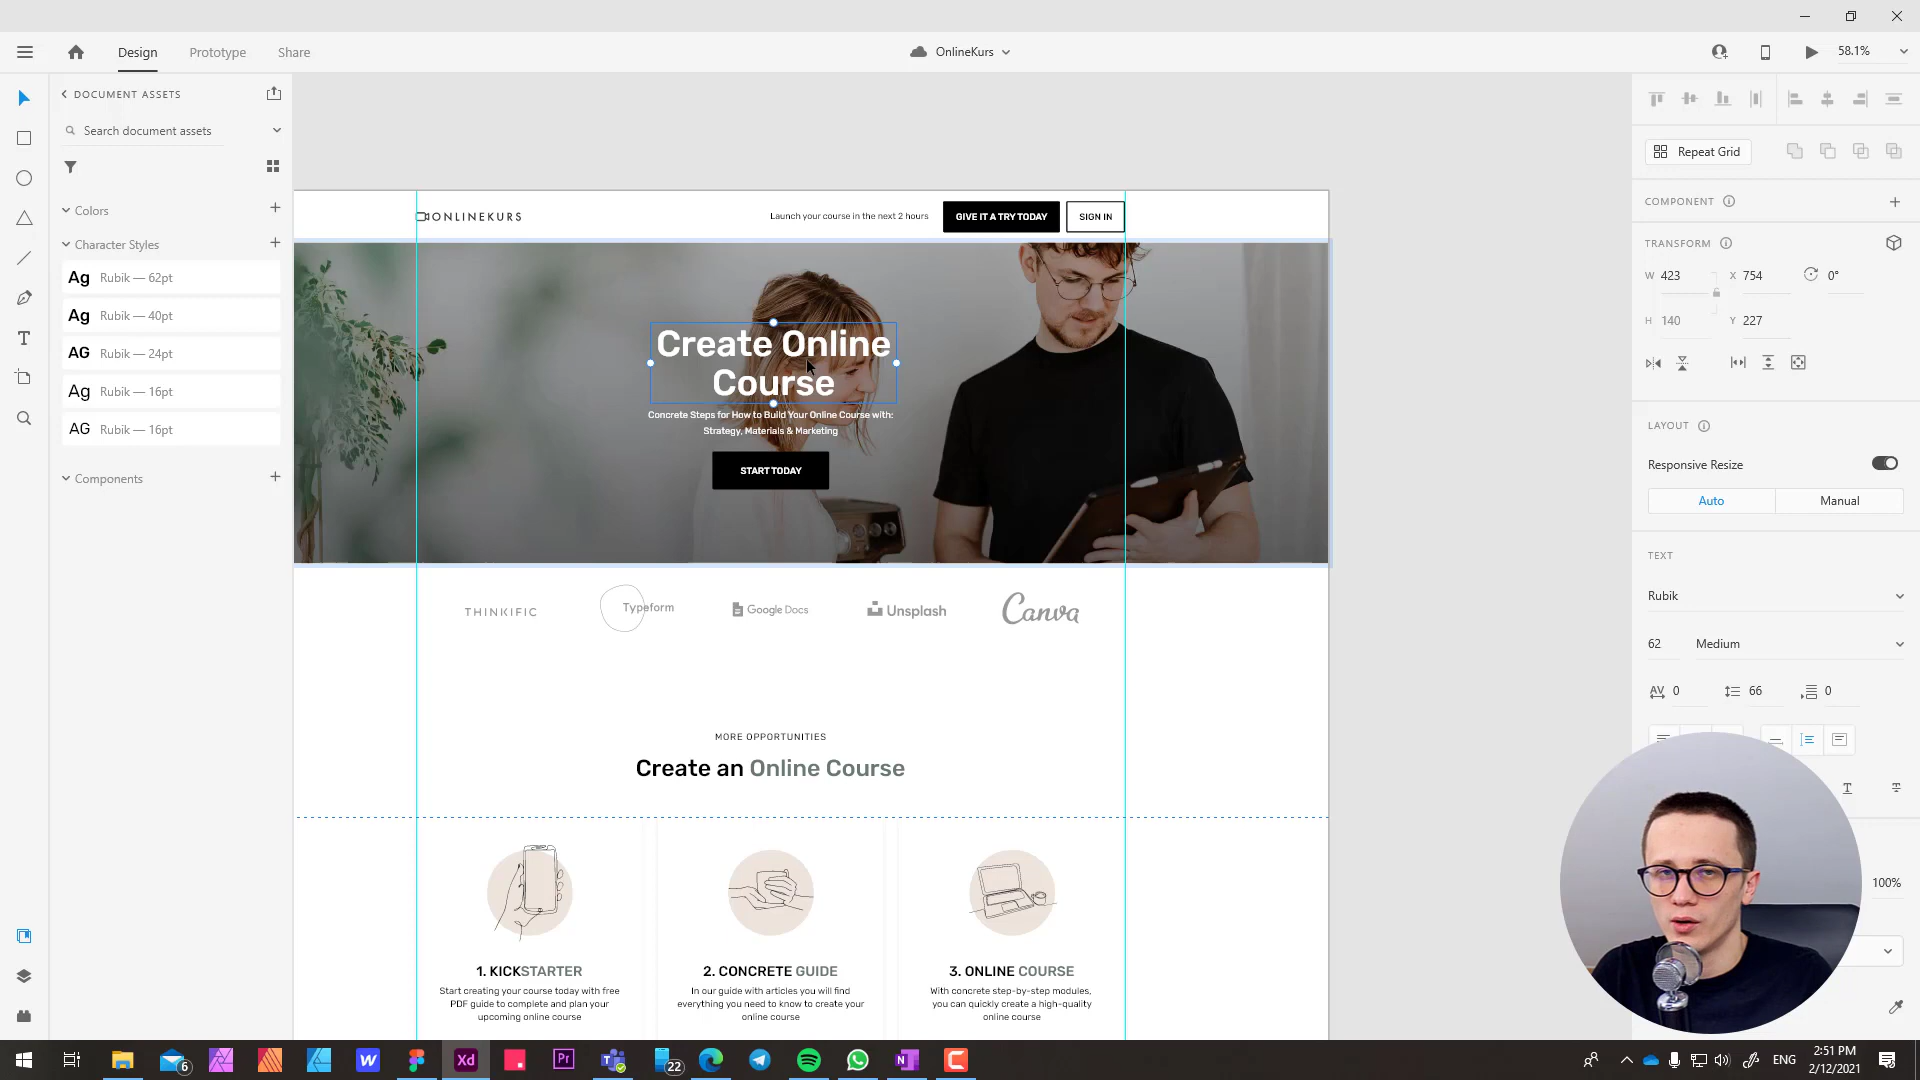 Design
Prototype
Share
OnlineKurs
58.1%
DOCUMENT ASSETS
Search document assets
Colors
Character Styles
Ag Rubik — 62pt
Ag Rubik — 40pt
AG Rubik — 24pt
Ag Rubik — 16pt
AG Rubik — 16pt
Components
ONLINEKURS
Launch your course in the next 2 hours
GIVE IT A TRY TODAY
SIGN IN
Create Online
Course
Concrete Steps for How to Build Your Online Course with:
Strategy, Materials & Marketing
START TODAY
THINKIFIC
Typeform
Google Docs
Unsplash
Canva
MORE OPPORTUNITIES
Create an Online Course
1. KICKSTARTER
Start creating your course today with free
PDF guide to complete and plan your
upcoming online course
2. CONCRETE GUIDE
In our guide with articles you will find
everything you need to know to create your
online course
3. ONLINE COURSE
With concrete step-by-step modules,
you can quickly create a high-quality
online course
Repeat Grid
COMPONENT
TRANSFORM
W 423
X 754
0°
H 140
Y 227
LAYOUT
Responsive Resize
Auto
Manual
TEXT
Rubik
62
Medium
AV 0
66
0
100%
6
W
Xd
Pr
T
22
N
ENG
2:51 PM
2/12/2021